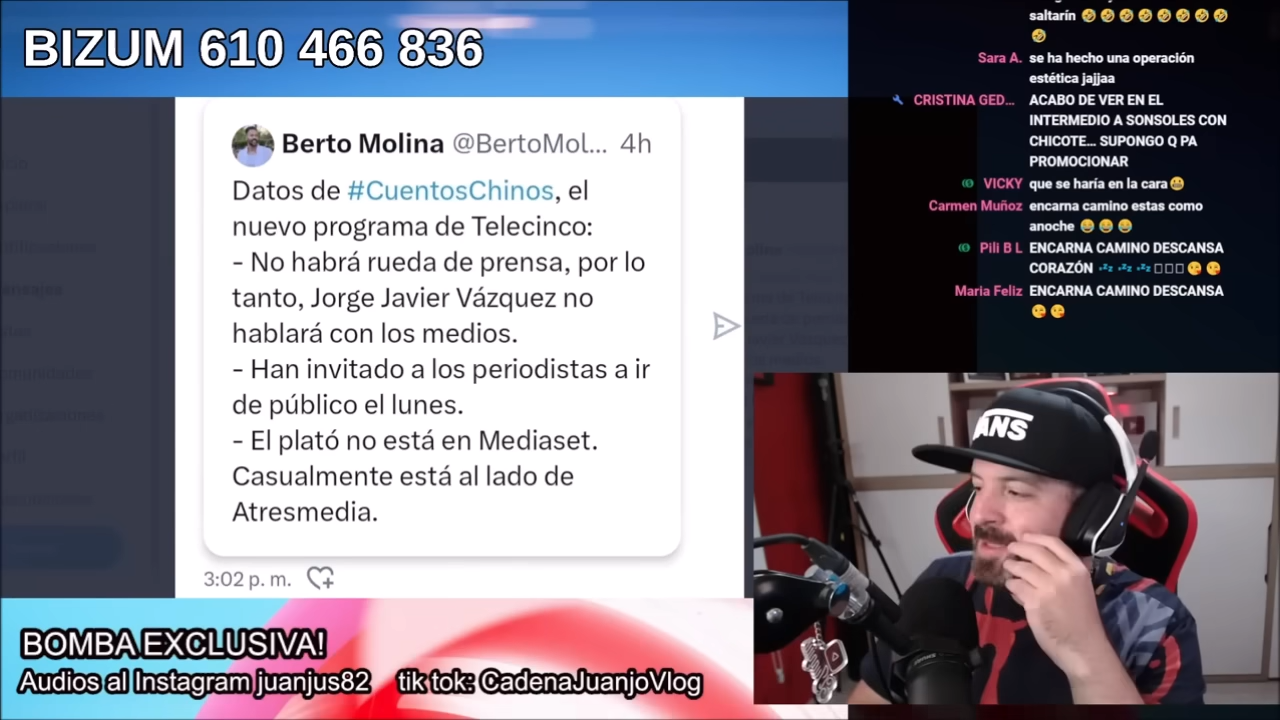 BIZUM 610 466 836
Berto Molina @BertoMol... 4h
Datos de #CuentosChinos, el
nuevo programa de Telecinco:
- No habrá rueda de prensa, por lo
tanto, Jorge Javier Vázquez no
hablará con los medios.
- Han invitado a los periodistas a ir
de público el lunes.
- El plató no está en Mediaset.
Casualmente está al lado de
Atresmedia.
3:02 p. m.
BOMBA EXCLUSIVA!
Audios al Instagram juanjus82 tik tok: CadenaJuanjoVlog
saltarín 🤣🤣🤣🤣🤣🤣🤣🤣
🤣
Sara A. se ha hecho una operación
estética jajjaa
CRISTINA GED... ACABO DE VER EN EL
INTERMEDIO A SONSOLES CON
CHICOTE... SUPONGO Q PA
PROMOCIONAR
VICKY que se haría en la cara😂
Carmen Muñoz encarna camino estas como
anoche 😂😂😂
Pili B L ENCARNA CAMINO DESCANSA
CORAZÓN 💤💤💤□□□😘😘
Maria Feliz ENCARNA CAMINO DESCANSA
😘😘
VANS